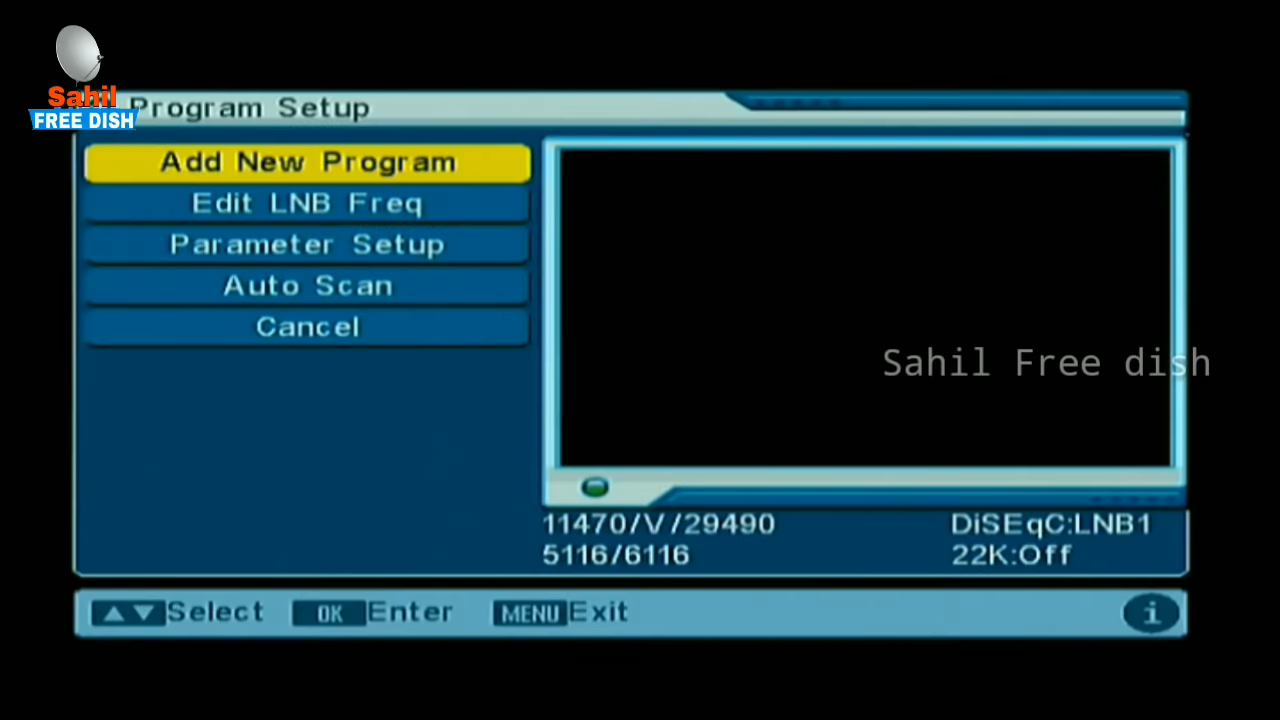 Sahil
FREE DISH
Program Setup
Add New Program
Edit LNB Freq
Parameter Setup
Auto Scan
Cancel
Sahil Free dish
11470/V/29490 DiSEqC:LNB1
5116/6116 22K:Off
▲▼ Select OK Enter MENU Exit i